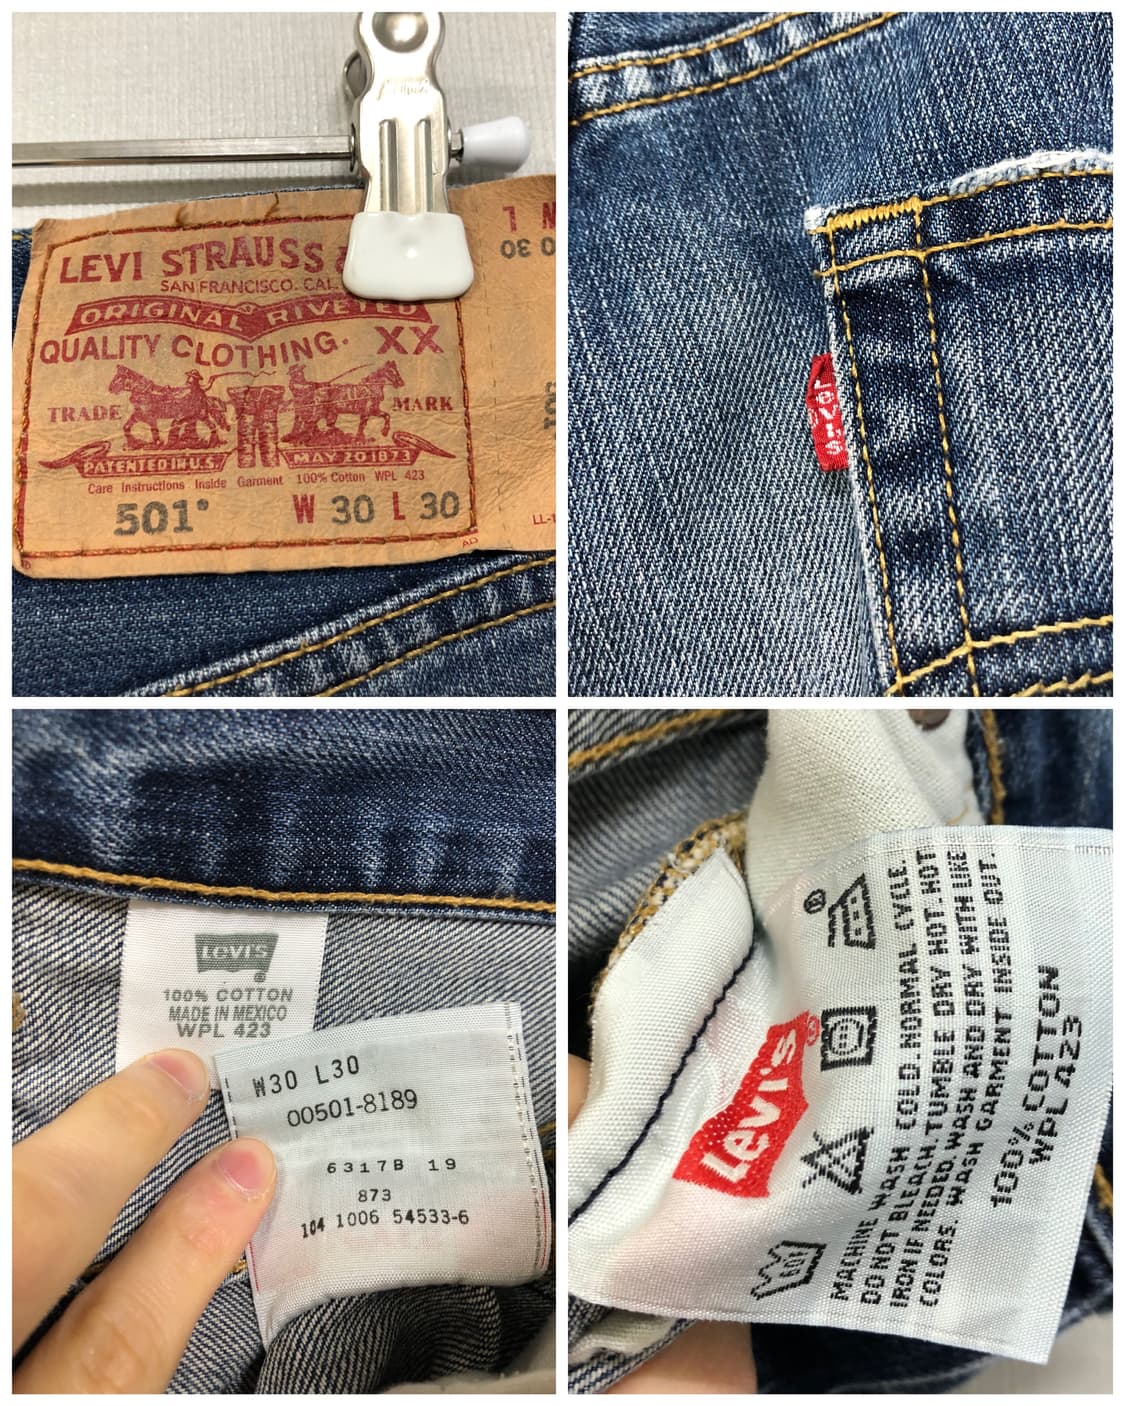 LEVI STRAUSS &
SAN FRANCISCO. CAL.
ORIGINAL RIVETED
QUALITY CLOTHING. XX
TRADE MARK
PATENTED IN U.S. MAY 20 1873
Care Instructions Inside Garment 100% Cotton WPL 423
501® W 30 L 30
30
LEVI'S
LEVI'S®
100% COTTON
MADE IN MEXICO
WPL 423
W30 L30
00501-8189
6317B 19
873
104 1006 54533-6
Levi's®
60F
MACHINE WASH COLD. NORMAL CYCLE.
DO NOT BLEACH. TUMBLE DRY HOT. HOT
IRON IF NEEDED. WASH AND DRY WITH LIKE
COLORS. WASH GARMENT INSIDE OUT.
100% COTTON
WPL 423